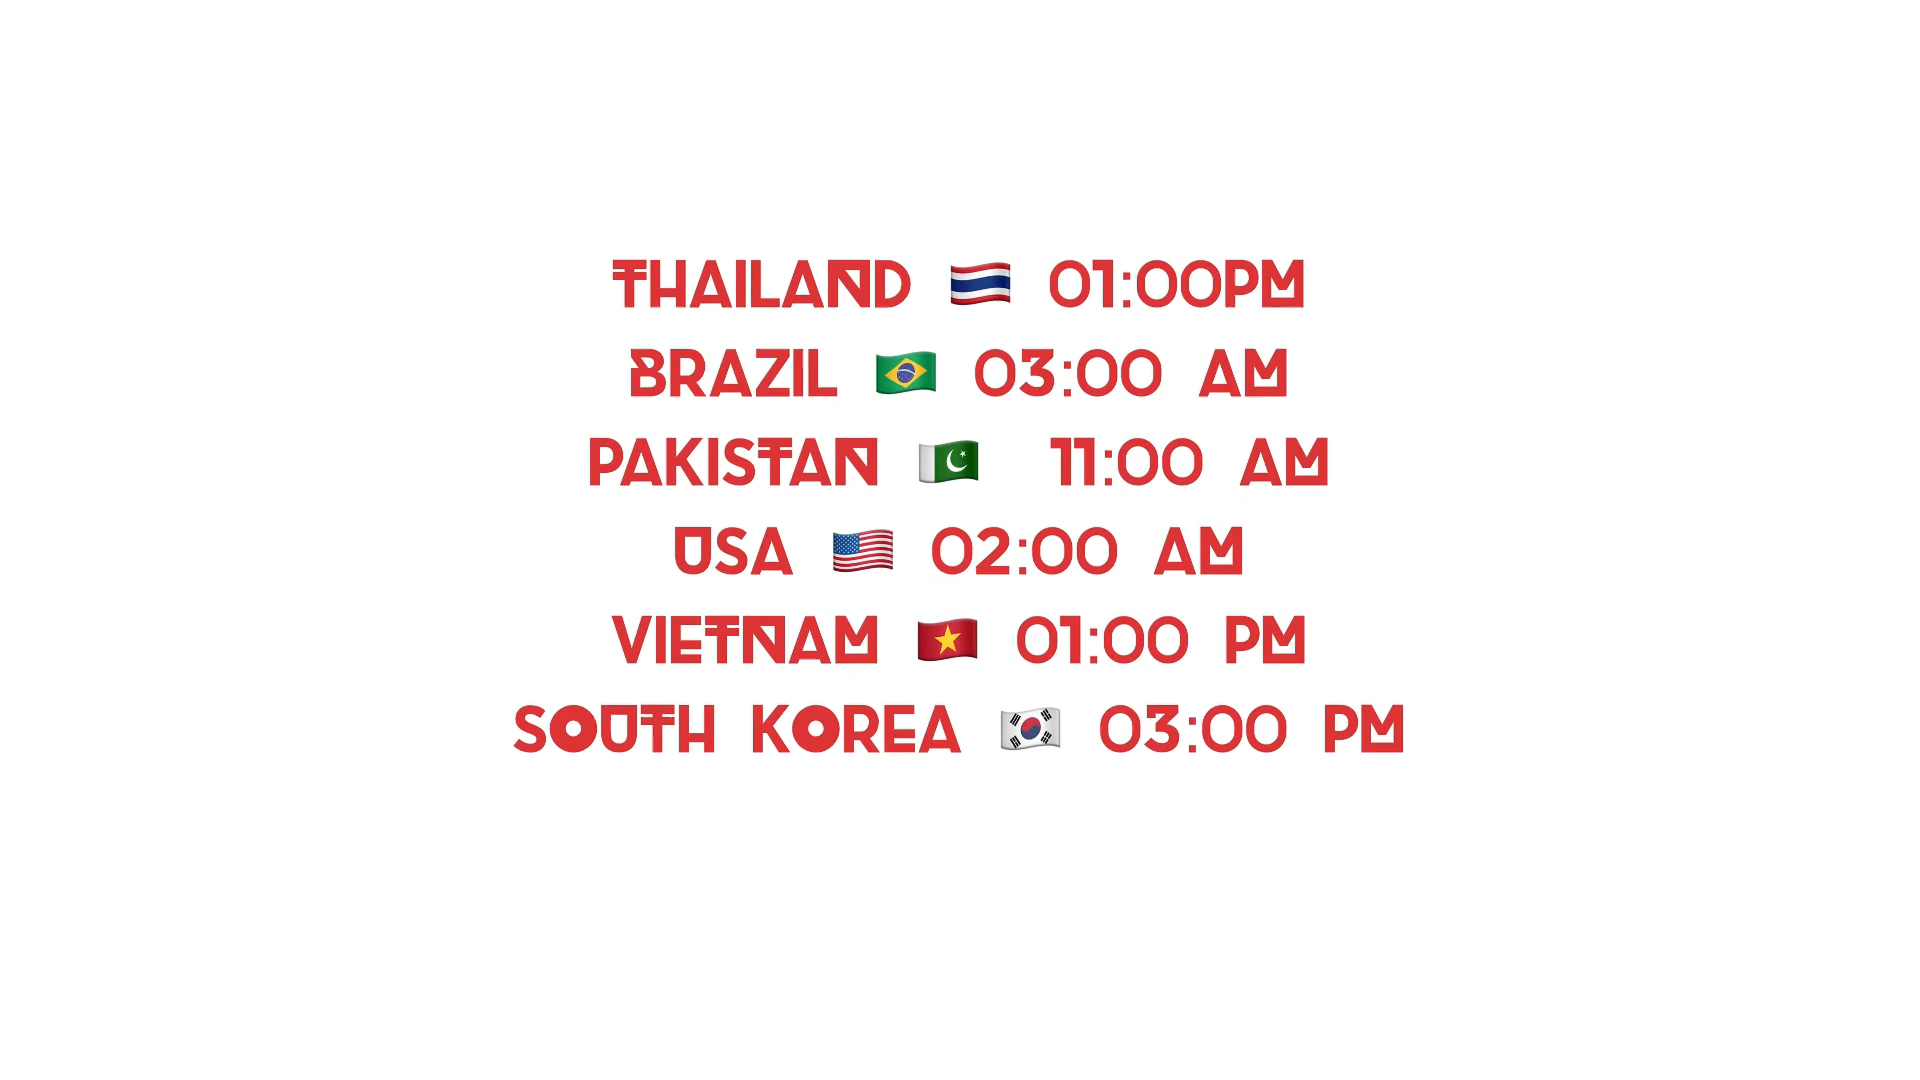 THAILAND 🇹🇭 01:00PM
BRAZIL 🇧🇷 03:00 AM
PAKISTAN 🇵🇰 11:00 AM
USA 🇺🇸 02:00 AM
VIETNAM 🇻🇳 01:00 PM
SOUTH KOREA 🇰🇷 03:00 PM